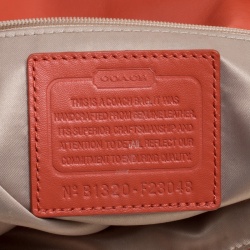 COACH
THIS IS A COACH BAG. IT WAS
HANDCRAFTED FROM GENUINE LEATHER.
ITS SUPERIOR CRAFTSMANSHIP AND
ATTENTION TO DETAIL REFLECT OUR
COMMITMENT TO ENDURING QUALITY.
Nº B1320-F23048